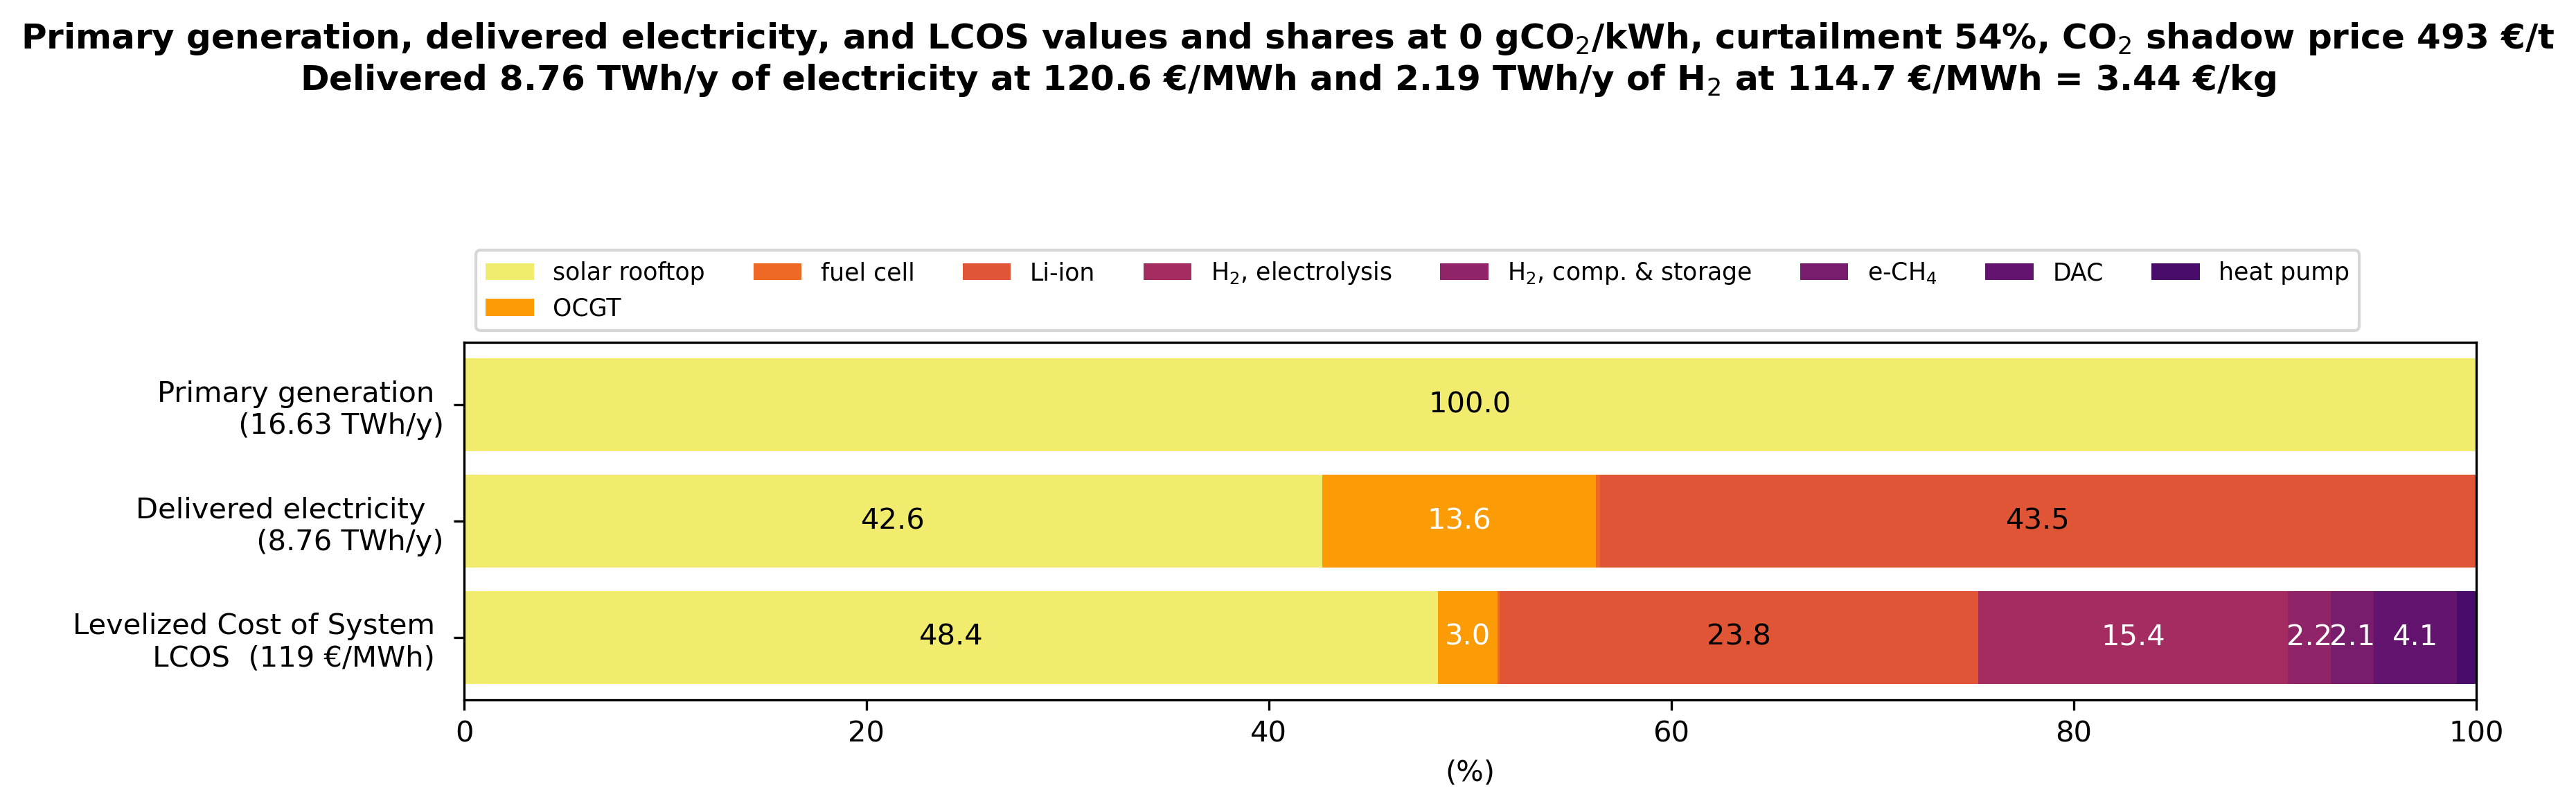 Primary generation, delivered electricity, and LCOS values and shares at 0 gCO₂/kWh, curtailment 54%, CO₂ shadow price 493 €/t
Delivered 8.76 TWh/y of electricity at 120.6 €/MWh and 2.19 TWh/y of H₂ at 114.7 €/MWh = 3.44 €/kg
solar rooftop fuel cell Li-ion H₂, electrolysis H₂, comp. & storage e-CH₄ DAC heat pump
OCGT
Primary generation
(16.63 TWh/y)
100.0
Delivered electricity
(8.76 TWh/y)
42.6 13.6 43.5
Levelized Cost of System
LCOS (119 €/MWh)
48.4 3.0 23.8 15.4 2.2 2.1 4.1
0 20 40 60 80 100
(%)